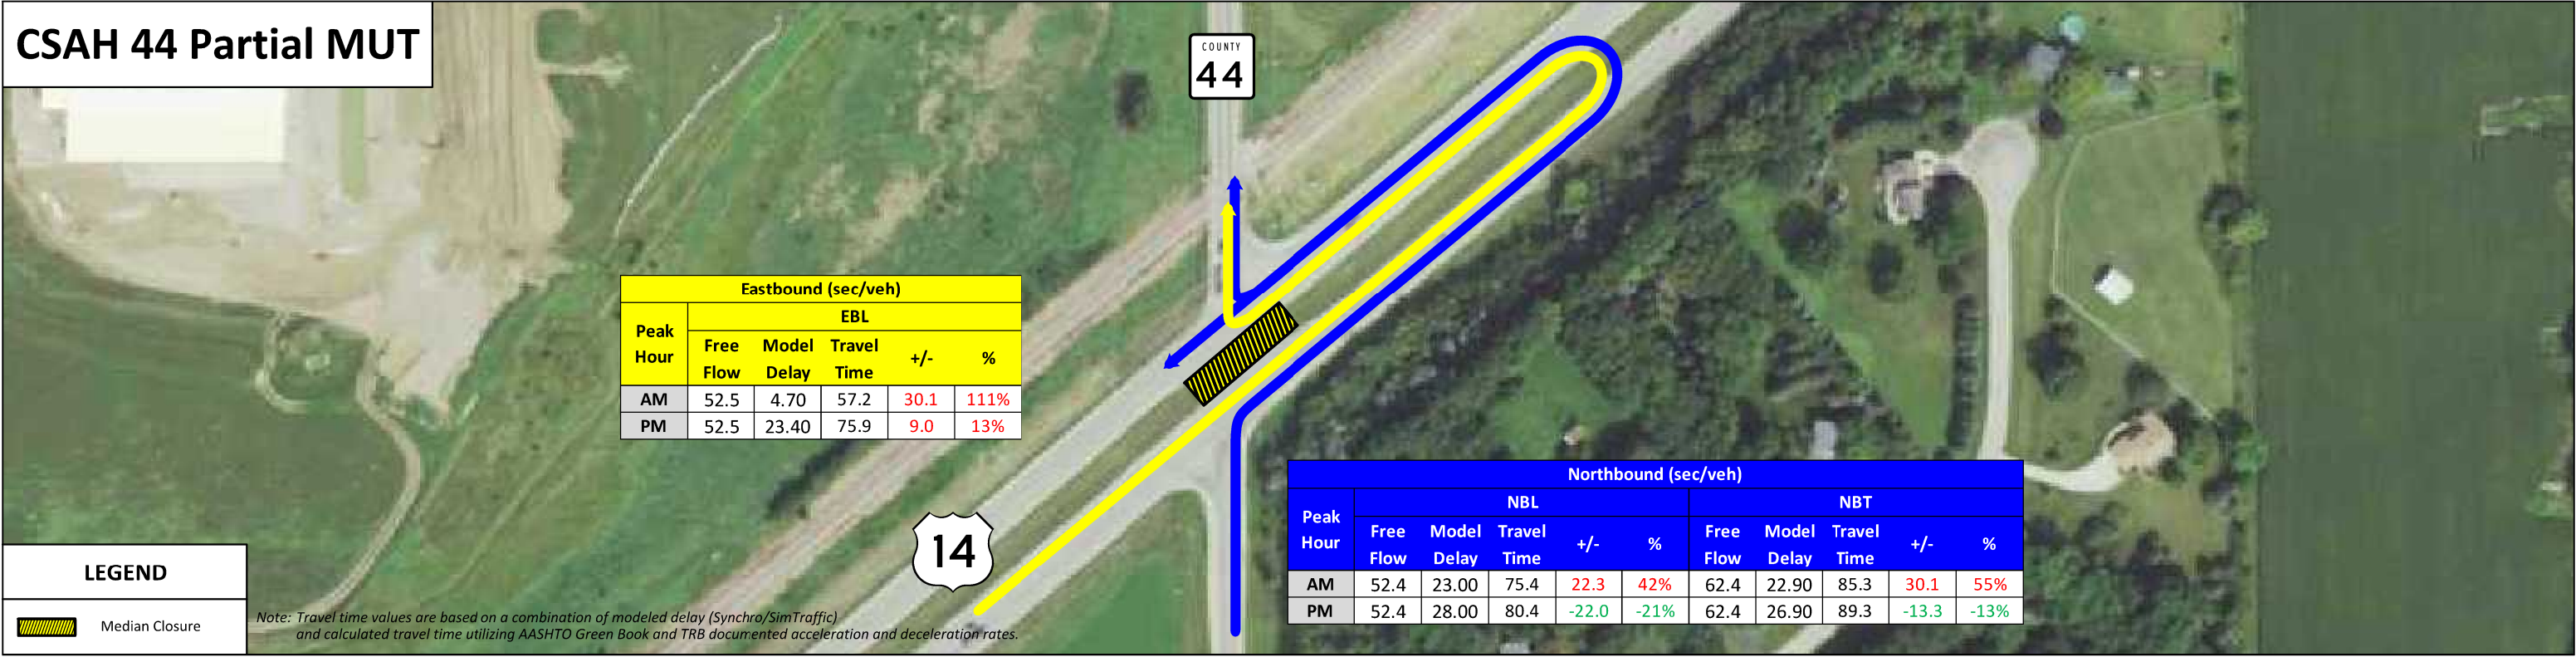 CSAH 44 Partial MUT
COUNTY
44
Eastbound (sec/veh)
Peak Hour EBL
Free Flow Model Delay Travel Time +/- %
AM 52.5 4.70 57.2 30.1 111%
PM 52.5 23.40 75.9 9.0 13%
14
Northbound (sec/veh)
Peak Hour NBL NBT
Free Flow Model Delay Travel Time +/- % Free Flow Model Delay Travel Time +/- %
AM 52.4 23.00 75.4 22.3 42% 62.4 22.90 85.3 30.1 55%
PM 52.4 28.00 80.4 -22.0 -21% 62.4 26.90 89.3 -13.3 -13%
LEGEND
Median Closure
Note: Travel time values are based on a combination of modeled delay (Synchro/SimTraffic)
and calculated travel time utilizing AASHTO Green Book and TRB documented acceleration and deceleration rates.